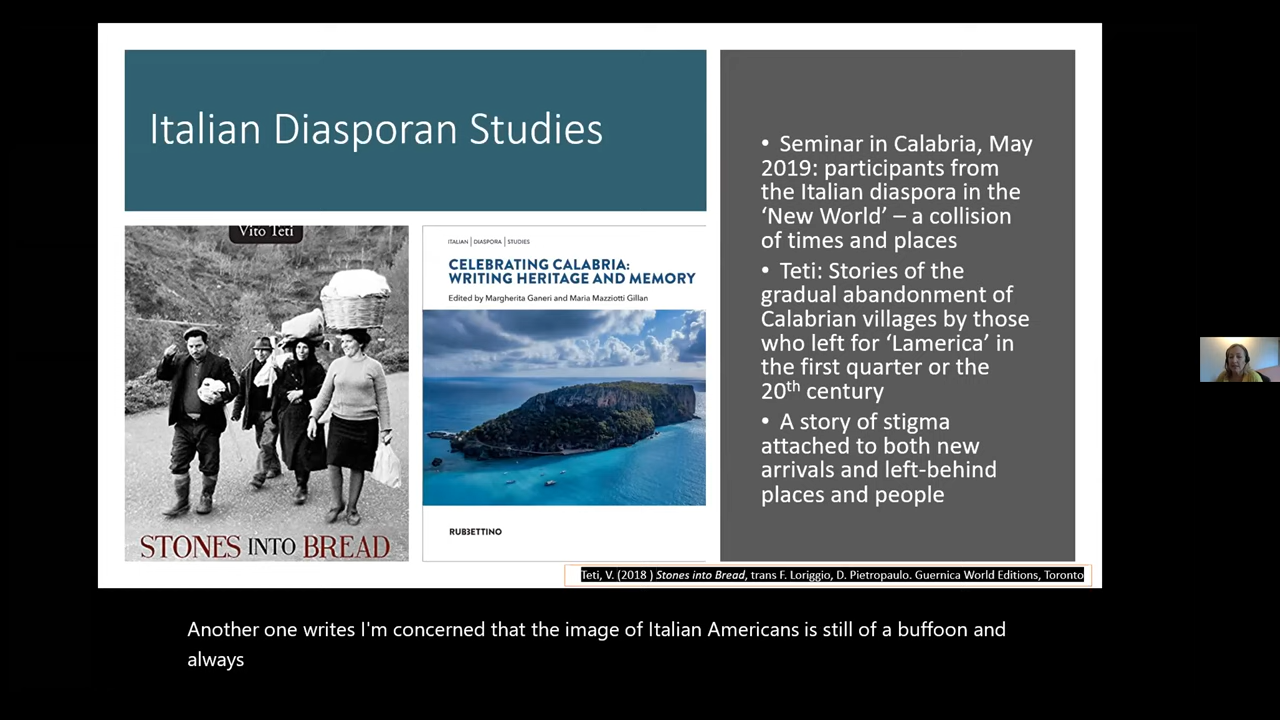 Italian Diasporan Studies
Vito Teti
STONES INTO BREAD
ITALIAN | DIASPORA | STUDIES
CELEBRATING CALABRIA:
WRITING HERITAGE AND MEMORY
Edited by Margherita Ganeri and Maria Mazziotti Gillan
RUBBETTINO
• Seminar in Calabria, May
2019: participants from
the Italian diaspora in the
‘New World’ – a collision
of times and places
• Teti: Stories of the
gradual abandonment of
Calabrian villages by those
who left for ‘Lamerica’ in
the first quarter or the
20th century
• A story of stigma
attached to both new
arrivals and left-behind
places and people
Teti, V. (2018 ) Stones into Bread, trans F. Loriggio, D. Pietropaulo. Guernica World Editions, Toronto
Another one writes I'm concerned that the image of Italian Americans is still of a buffoon and
always